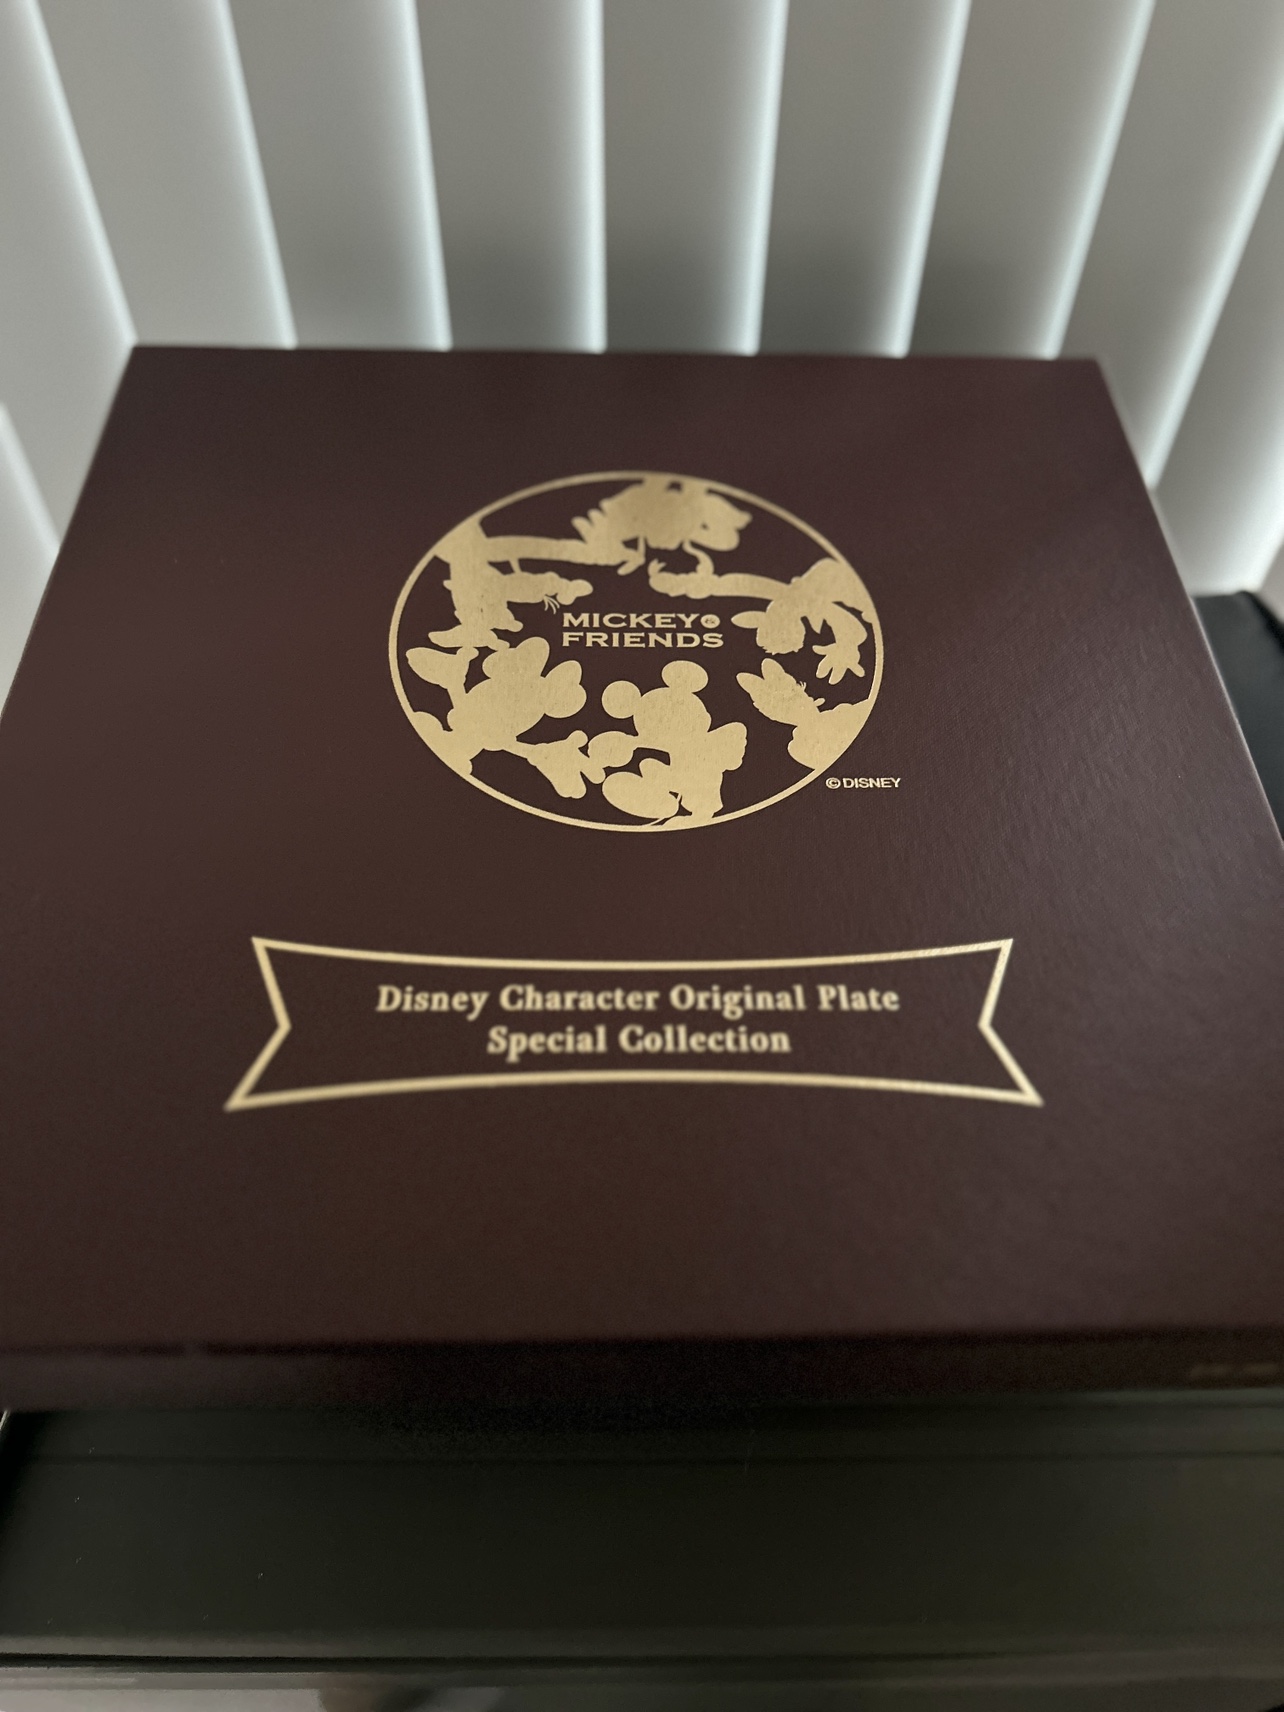 MICKEY &
FRIENDS
© DISNEY
Disney Character Original Plate
Special Collection